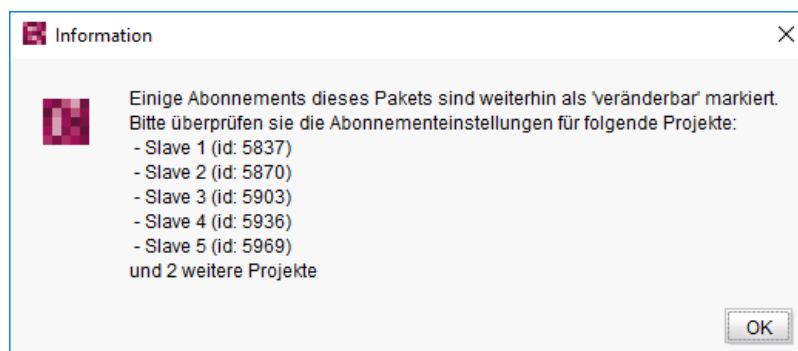 Information
Einige Abonnements dieses Pakets sind weiterhin als 'veränderbar' markiert.
Bitte überprüfen sie die Abonnementeinstellungen für folgende Projekte:
- Slave 1 (id: 5837)
- Slave 2 (id: 5870)
- Slave 3 (id: 5903)
- Slave 4 (id: 5936)
- Slave 5 (id: 5969)
und 2 weitere Projekte
OK